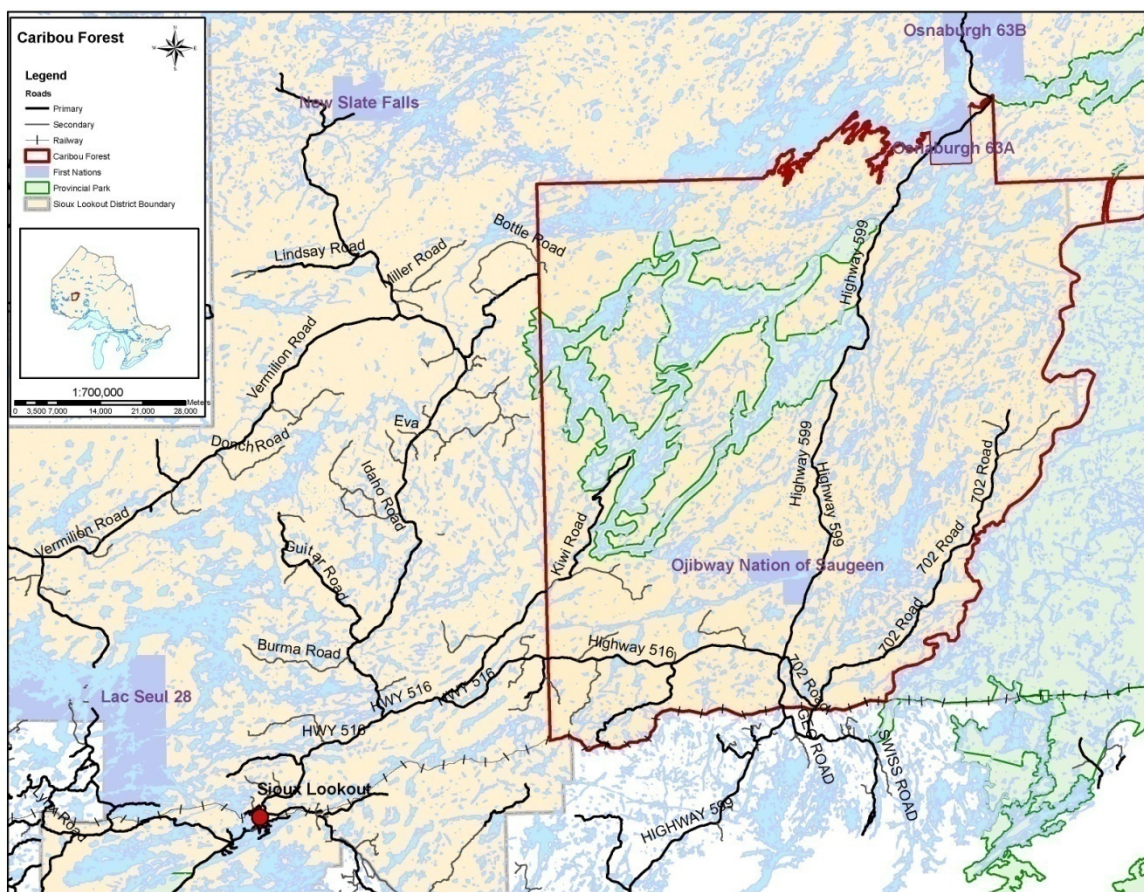 Caribou Forest
Legend
Roads
Primary
Secondary
Railway
Caribou Forest
First Nations
Provincial Park
Sioux Lookout District Boundary
1:700,000
Meters
0 3,500 7,000 14,000 21,000 28,000
Osnaburgh 63B
New Slate Falls
Osnaburgh 63A
Bottle Road
Lindsay Road
Miller Road
Highway 599
Vermilion Road
Eva
Donch Road
Idaho Road
Highway 599
Highway 599
702 Road
Vermilion Road
Guitar Road
Kiwi Road
Ojibway Nation of Saugeen
702 Road
702 Road
Burma Road
Highway 516
702 Road
Lac Seul 28
HWY 516
HWY 516
HWY 516
GEO ROAD
SWISS ROAD
Sioux Lookout
HIGHWAY 599
Road